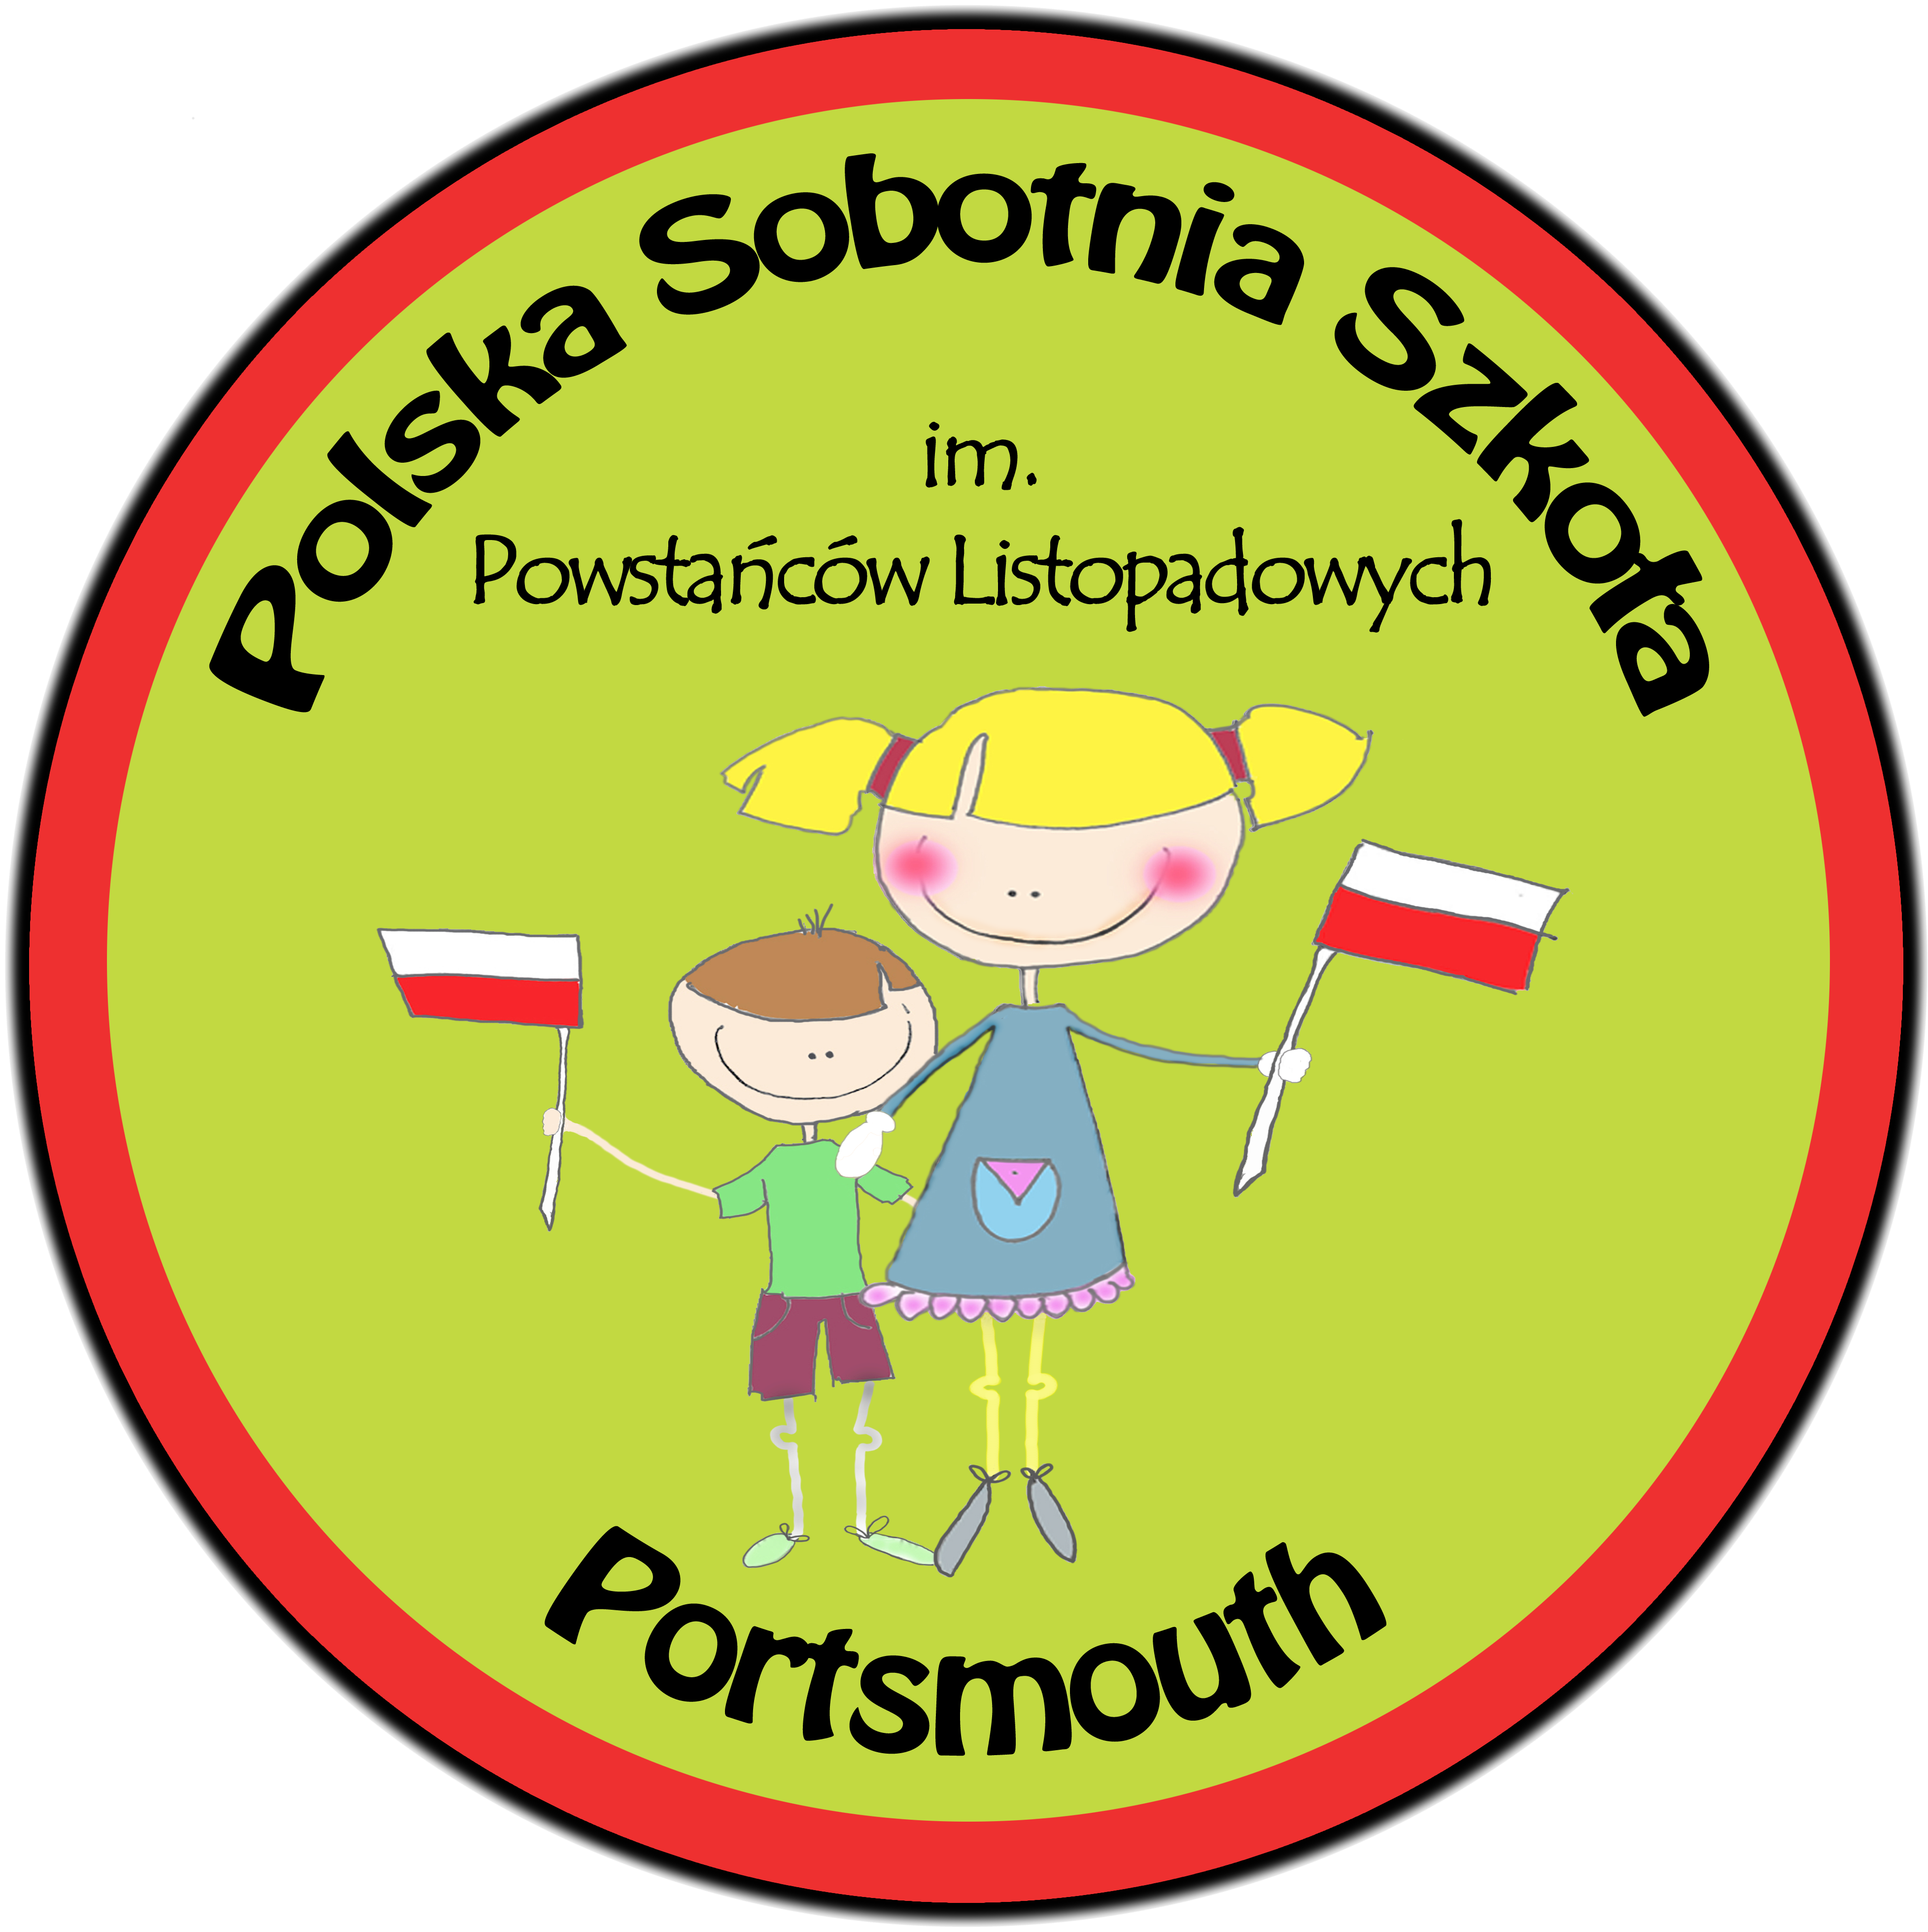 Polska Sobotnia Szkoła
im.
Powstańców Listopadowych
Portsmouth